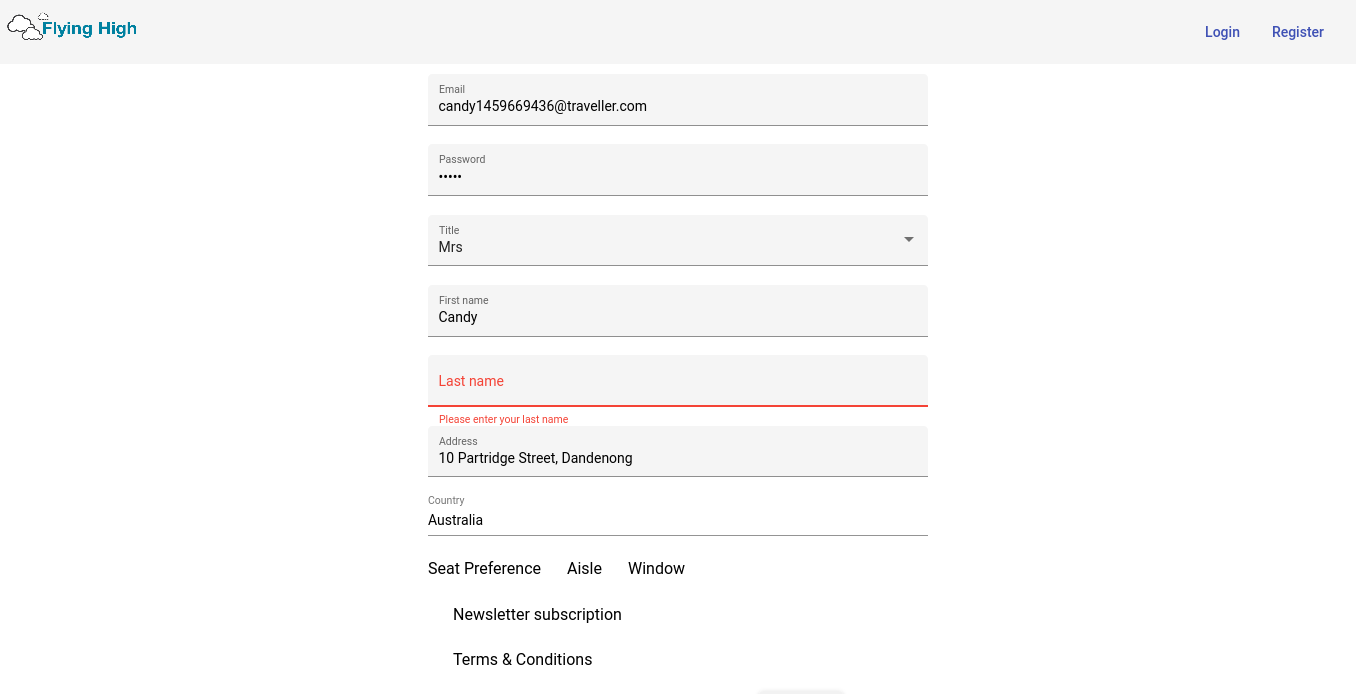 Flying High
Login Register
Email
candy1459669436@traveller.com
Password
•••••
Title
Mrs
First name
Candy
Last name
Please enter your last name
Address
10 Partridge Street, Dandenong
Country
Australia
Seat Preference Aisle Window
Newsletter subscription
Terms & Conditions